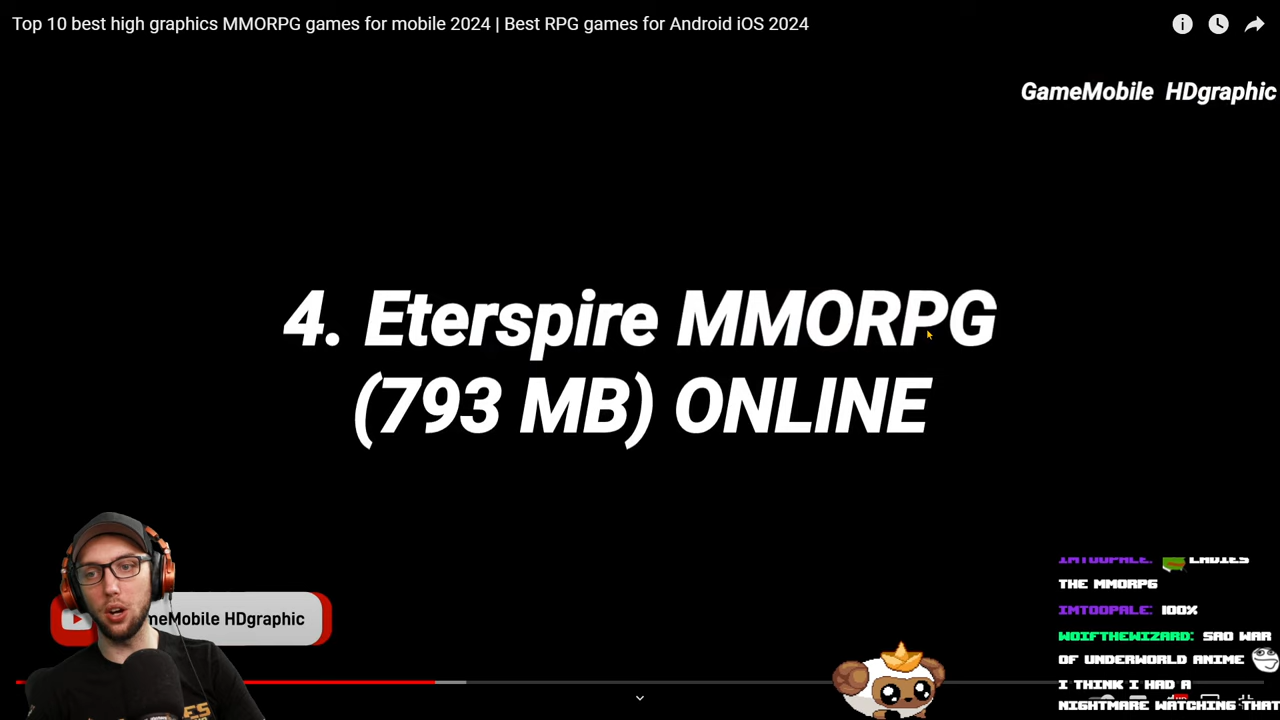 Top 10 best high graphics MMORPG games for mobile 2024 | Best RPG games for Android iOS 2024
GameMobile HDgraphic
4. Eterspire MMORPG
(793 MB) ONLINE
meMobile HDgraphic
IMTOOPALE: LADIES
THE MMORPG
IMTOOPALE: 100%
WOIFTHEWIZARD: SAO WAR
OF UNDERWORLD ANIME
I THINK I HAD A
NIGHTMARE WATCHING THAT